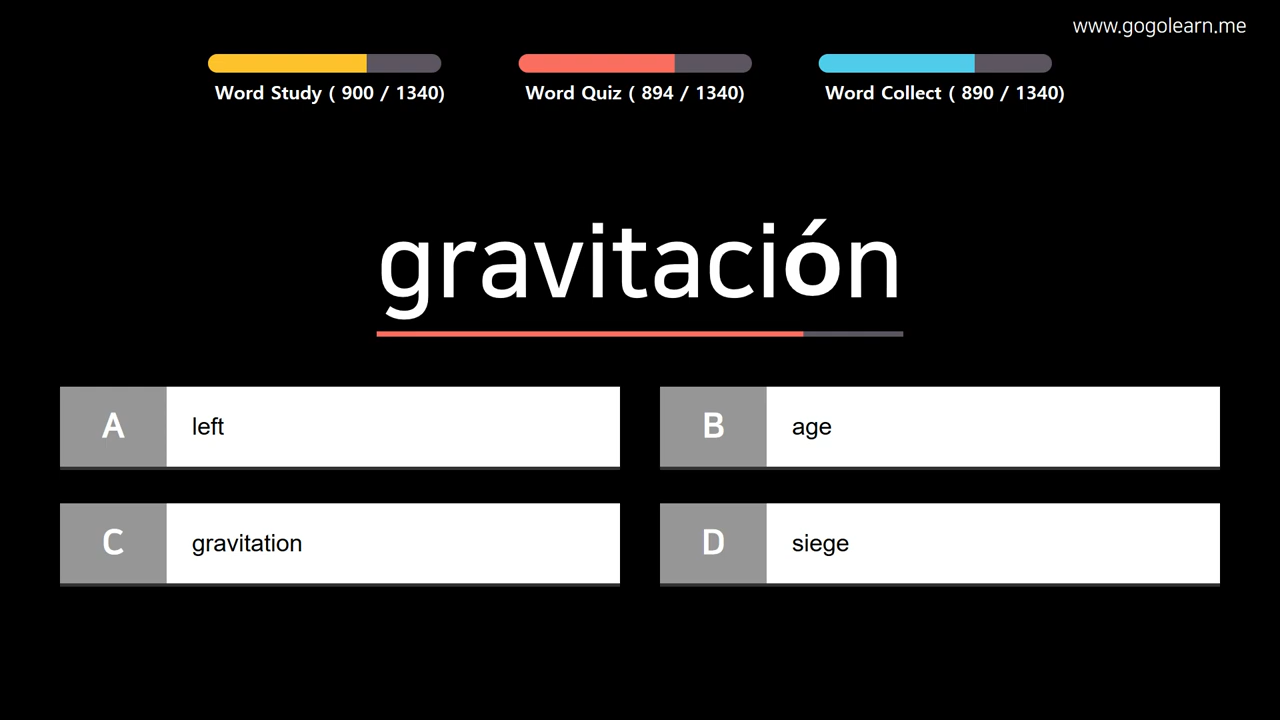 www.gogolearn.me
Word Study ( 900 / 1340)
Word Quiz ( 894 / 1340)
Word Collect ( 890 / 1340)
gravitación
A left
B age
C gravitation
D siege